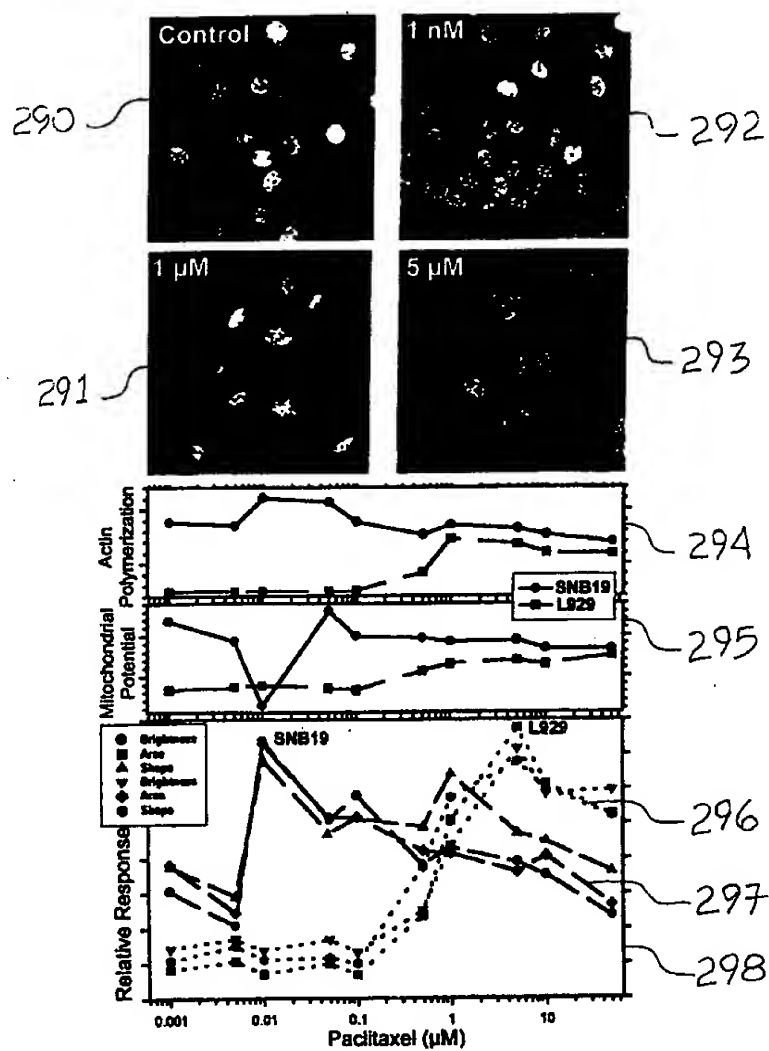 Control
1 nM
290
292
1 µM
5 µM
291
293
Actin
Polymerization
294
SNB19
L929
Mitochondrial
Potential
295
Brightness
Area
Shape
Brightness
Area
Shape
SNB19
L929
296
297
298
Relative Response
0.001
0.01
0.1
1
10
Paclitaxel (µM)